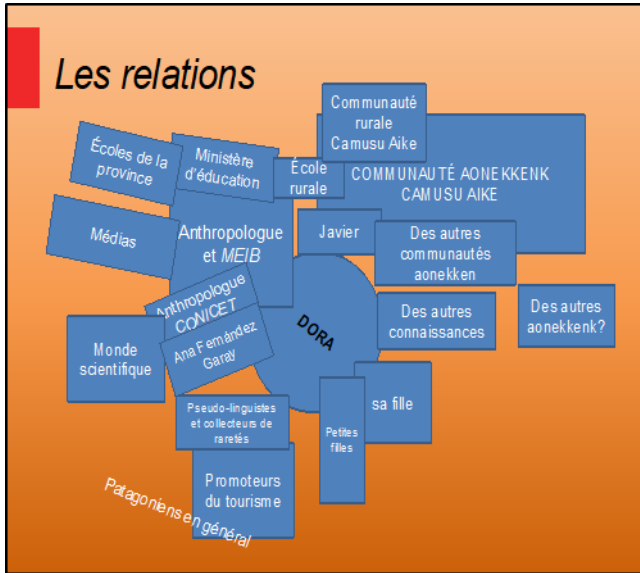 Les relations
Communauté
rurale
Camusu Aike
Écoles de la
province
Ministère
d'éducation
École
rurale
COMMUNAUTÉ AONEKKENK
CAMUSU AIKE
Médias
Anthropologue
et MEIB
Javier
Des autres
communautés
aonekken
Anthropologue
CONICET
Ana Fernández
Garay
DORA
Des autres
connaissances
Des autres
aonekkenk?
Monde
scientifique
sa fille
Petites
filles
Pseudo-linguistes
et collecteurs de
raretés
Promoteurs
du tourisme
Patagoniens en général